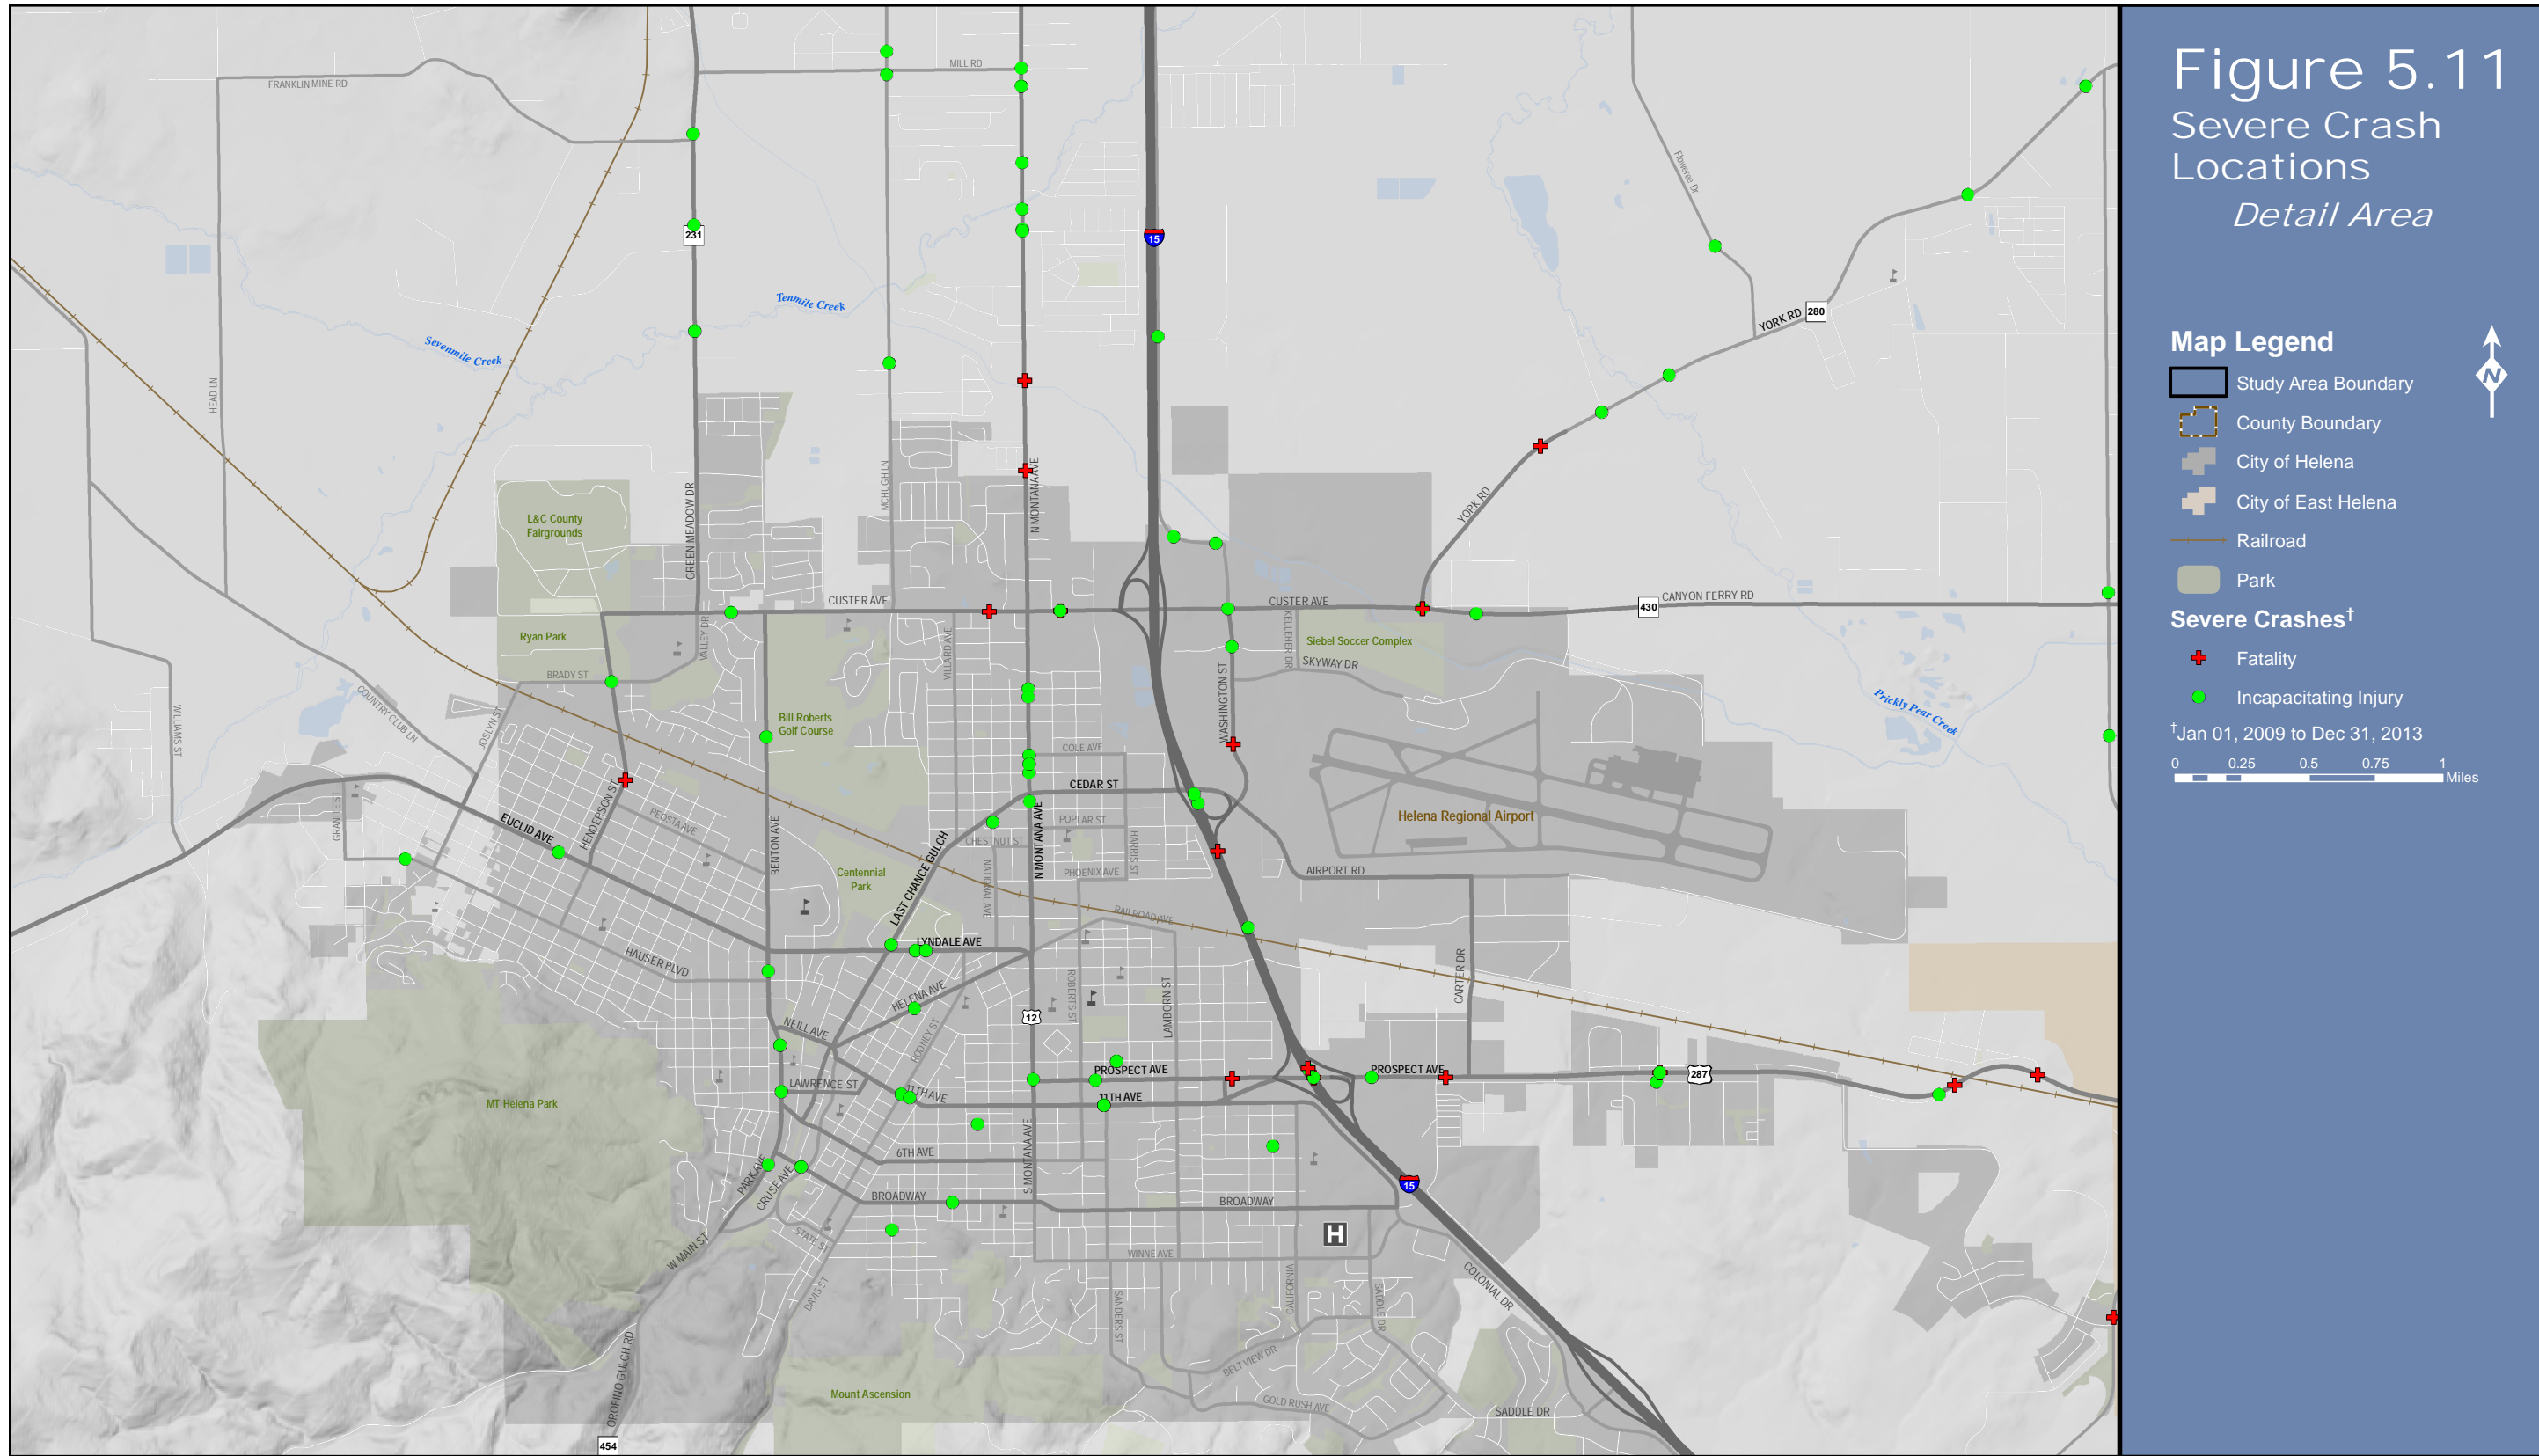 Figure 5.11
Severe Crash
Locations
Detail Area
Map Legend
N
Study Area Boundary
County Boundary
City of Helena
City of East Helena
Railroad
Park
Severe Crashes†
Fatality
Incapacitating Injury
†Jan 01, 2009 to Dec 31, 2013
0 0.25 0.5 0.75 1
Miles
MILL RD
FRANKLIN MINE RD
Floweree Dr
231
15
Tenmile Creek
280
YORK RD
Sevenmile Creek
HEAD LN
MCHUGH LN
N MONTANA AVE
GREEN MEADOW DR
YORK RD
L&C County
Fairgrounds
CUSTER AVE
CUSTER AVE
430
CANYON FERRY RD
Ryan Park
VALLEY DR
VILLARD AVE
KELLEHER DR
Siebel Soccer Complex
SKYWAY DR
BRADY ST
WASHINGTON ST
COUNTRY CLUB LN
WILLIAMS ST
JOSLYN ST
Bill Roberts
Golf Course
Prickly Pear Creek
COLE AVE
CEDAR ST
GRANITE ST
HENDERSON ST
PEOSTA AVE
EUCLID AVE
BENTON AVE
POPLAR ST
Helena Regional Airport
CHESTNUT ST
LAST CHANCE GULCH
N MONTANA AVE
HARRIS ST
NATIONAL AVE
PHOENIX AVE
Centennial
Park
AIRPORT RD
RAILROAD AVE
LYNDALE AVE
HAUSER BLVD
CARTER DR
HELENA AVE
ROBERTS ST
LAMBORN ST
12
NEILL AVE
RODNEY ST
PROSPECT AVE
PROSPECT AVE
287
LAWRENCE ST
11TH AVE
11TH AVE
MT Helena Park
6TH AVE
S MONTANA AVE
PARK AVE
CRUSE AVE
15
BROADWAY
BROADWAY
H
STATE ST
W MAIN ST
WINNE AVE
DAVIS ST
SANDERS ST
CALIFORNIA
SADDLE DR
COLONIAL DR
BELT VIEW DR
OROFINO GULCH RD
Mount Ascension
GOLD RUSH AVE
SADDLE DR
454